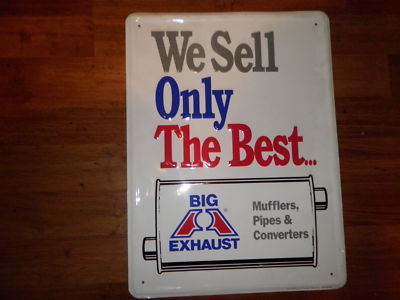 We Sell
Only
The Best...
BIG
A®
EXHAUST
Mufflers,
Pipes &
Converters